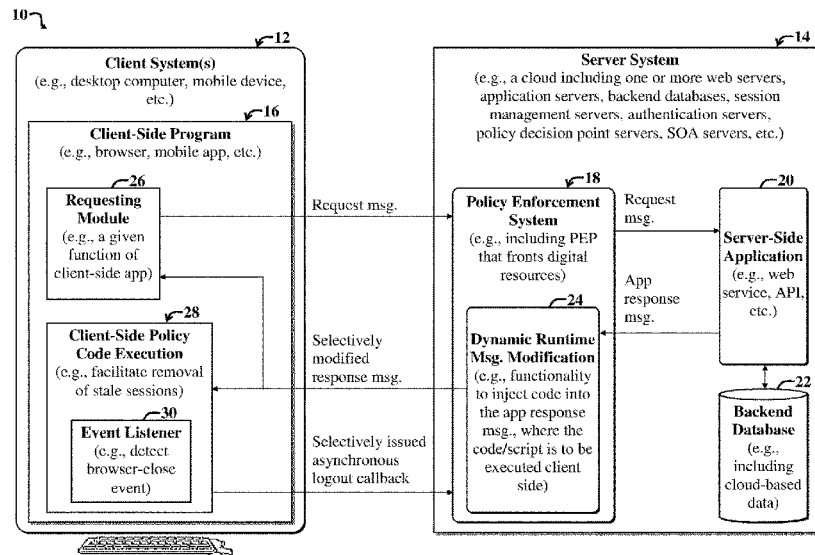 10
12
Client System(s)
(e.g., desktop computer, mobile device,
etc.)
16
Client-Side Program
(e.g., browser, mobile app, etc.)
26
Requesting
Module
(e.g., a given
function of
client-side app)
28
Client-Side Policy
Code Execution
(e.g., facilitate removal
of stale sessions)
30
Event Listener
(e.g., detect
browser-close
event)
Request msg.
Selectively
modified
response msg.
Selectively issued
asynchronous
logout callback
14
Server System
(e.g., a cloud including one or more web servers,
application servers, backend databases, session
management servers, authentication servers,
policy decision point servers, SOA servers, etc.)
18
Policy Enforcement
System
(e.g., including PEP
that fronts digital
resources)
24
Dynamic Runtime
Msg. Modification
(e.g., functionality
to inject code into
the app response
msg., where the
code/script is to be
executed client
side)
Request
msg.
App
response
msg.
20
Server-Side
Application
(e.g., web
service, API,
etc.)
22
Backend
Database
(e.g.,
including
cloud-based
data)